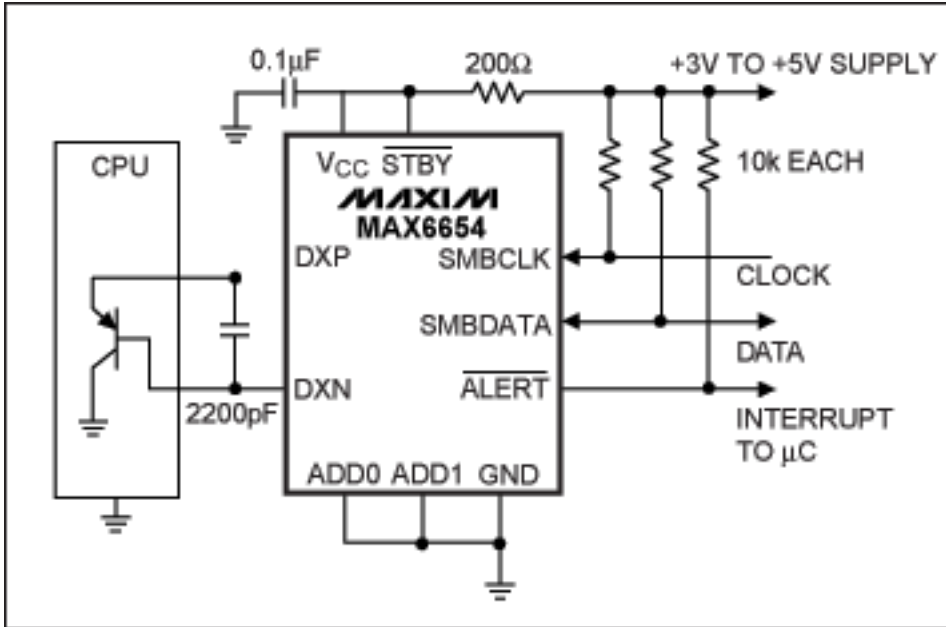 0.1μF
200Ω
+3V TO +5V SUPPLY
CPU
VCC STBY
10k EACH
MAXIM
MAX6654
DXP
SMBCLK
CLOCK
SMBDATA
DATA
DXN
ALERT
2200pF
INTERRUPT
TO μC
ADD0 ADD1 GND